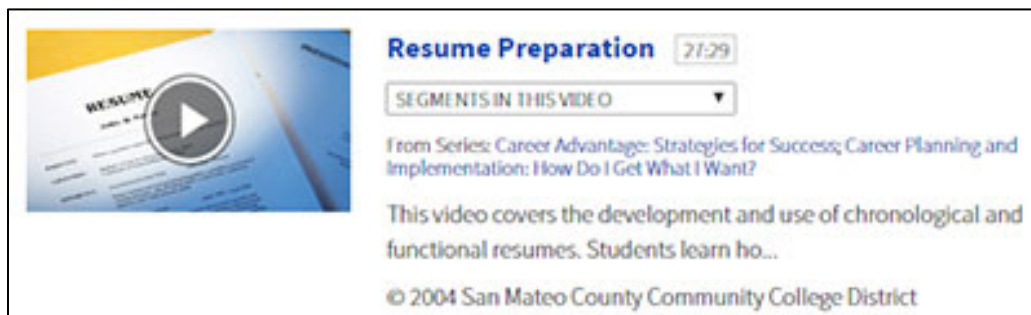 RESUME
Resume Preparation 27:29
SEGMENTS IN THIS VIDEO
From Series: Career Advantage: Strategies for Success; Career Planning and
Implementation: How Do I Get What I Want?
This video covers the development and use of chronological and
functional resumes. Students learn ho...
© 2004 San Mateo County Community College District